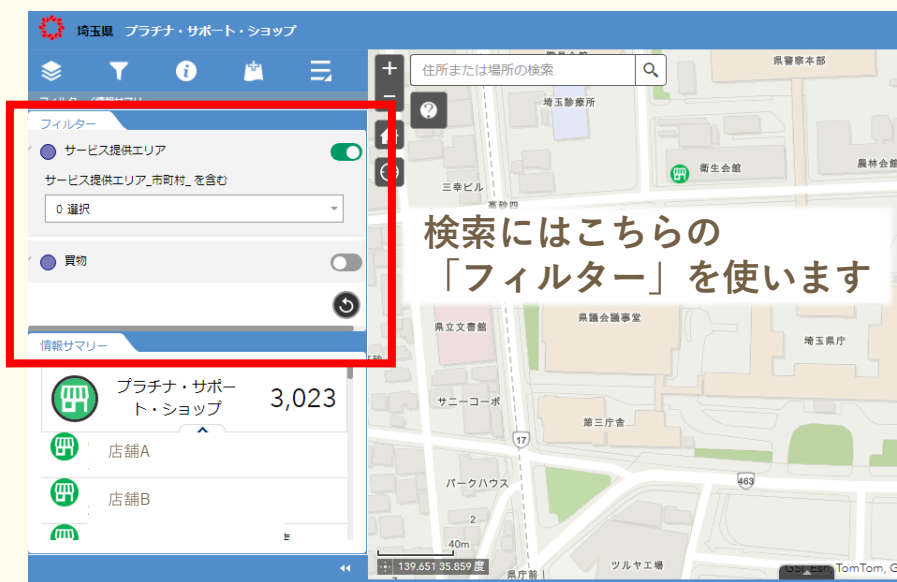 埼玉県 プラチナ・サポート・ショップ
フィルター
サービス提供エリア
サービス提供エリア_市町村_ を含む
0 選択
買物
情報サマリー
プラチナ・サポー
ト・ショップ
3,023
店舗A
店舗B
住所または場所の検索
県警察本部
埼玉診療所
衛生会館
農林会館
三幸ビル
高砂四
検索にはこちらの
「フィルター」を使います
県立文書館
県議会議事堂
埼玉県庁
サニーコーポ
第三庁舎
17
パークハウス
463
2
40m
139.651 35.859 度
県庁前
ツルヤエ場
GSI, Esri, TomTom, G